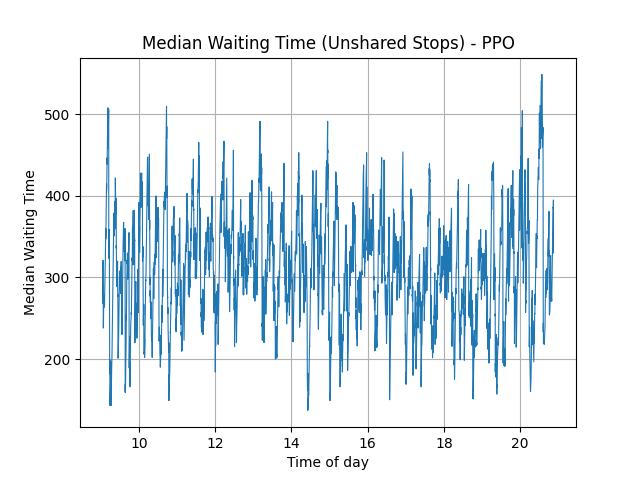 Median Waiting Time (Unshared Stops) - PPO
500
400
300
200
Median Waiting Time
10 12 14 16 18 20
Time of day